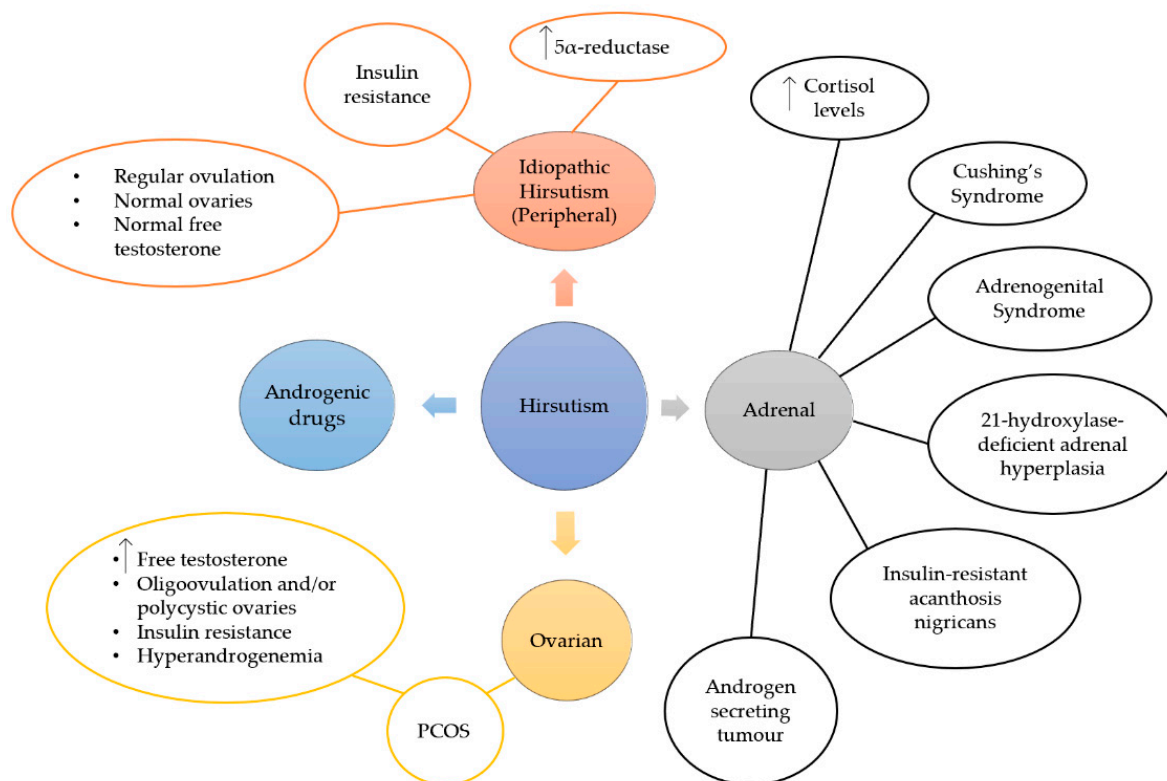 ↑ 5α-reductase
Insulin
resistance
↑ Cortisol
levels
Idiopathic
Hirsutism
(Peripheral)
• Regular ovulation
• Normal ovaries
• Normal free
testosterone
Cushing's
Syndrome
Adrenogenital
Syndrome
Androgenic
drugs
Hirsutism
Adrenal
21-hydroxylase-
deficient adrenal
hyperplasia
• ↑ Free testosterone
• Oligoovulation and/or
polycystic ovaries
• Insulin resistance
• Hyperandrogenemia
Ovarian
Insulin-resistant
acanthosis
nigricans
PCOS
Androgen
secreting
tumour